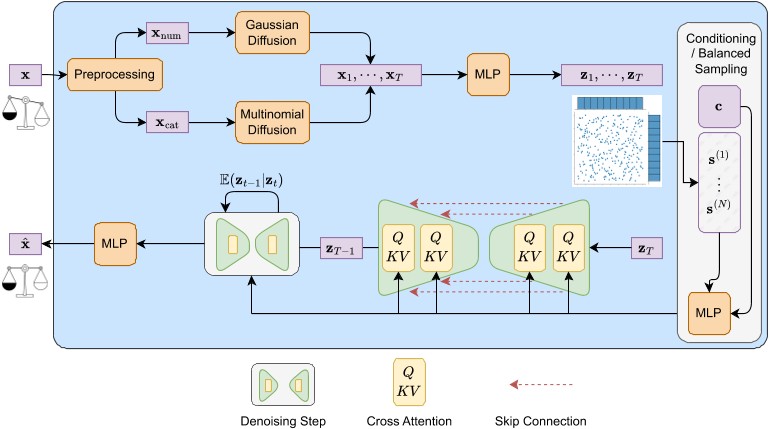 x
Preprocessing
x_num
Gaussian
Diffusion
x_cat
Multinomial
Diffusion
x_1, ⋯, x_T
MLP
z_1, ⋯, z_T
Conditioning
/ Balanced
Sampling
c
s^(1)
⋮
s^(N)
MLP
𝔼(z_{t−1}|z_t)
x̂
MLP
z_{T−1}
Q
KV
Q
KV
Q
KV
Q
KV
z_T
Q
KV
Denoising Step
Cross Attention
Skip Connection